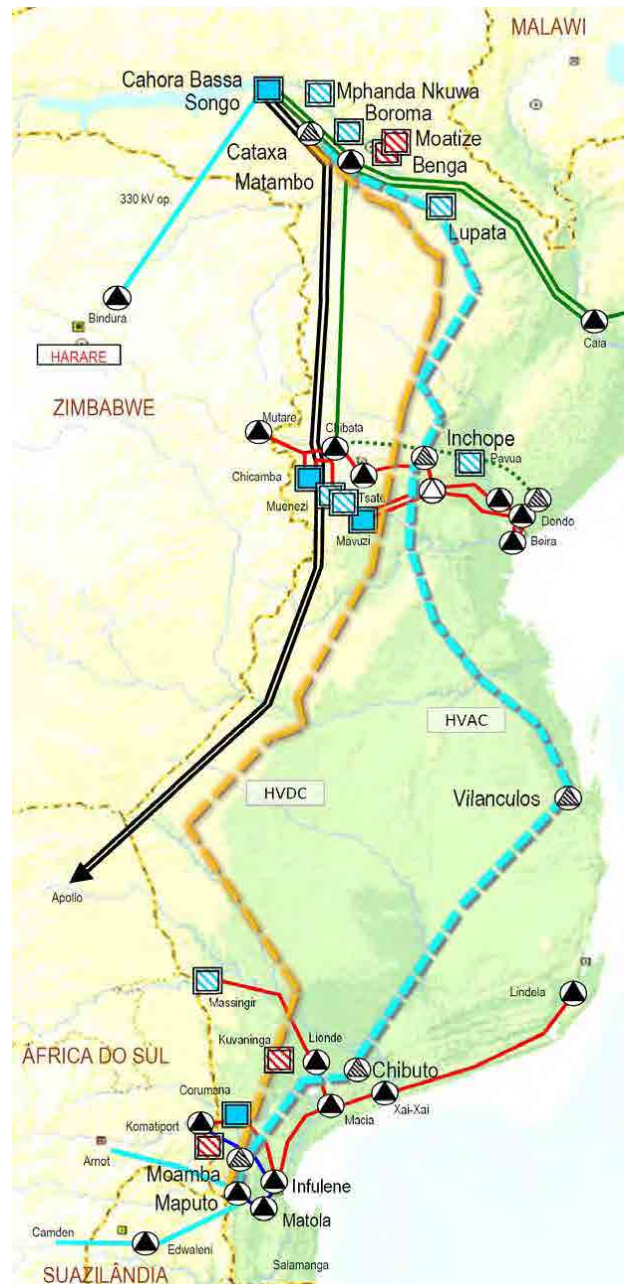 MALAWI
Cahora Bassa
Songo
Mphanda Nkuwa
Boroma
Moatize
Benga
Cataxa
Matambo
Lupata
330 kV op.
Bindura
HARARE
Caia
ZIMBABWE
Mutare
Chibata
Inchope
Pavua
Chicamba
Tsate
Muenezi
Mavuzi
Dondo
Beira
HVAC
HVDC
Vilanculos
Apollo
Massingir
Lindela
Kuvaninga
Lionde
ÁFRICA DO SUL
Chibuto
Corumana
Komatiport
Macia
Xai-Xai
Arnot
Moamba
Maputo
Infulene
Matola
Camden
Edwaleni
Salamanga
SUAZILÂNDIA